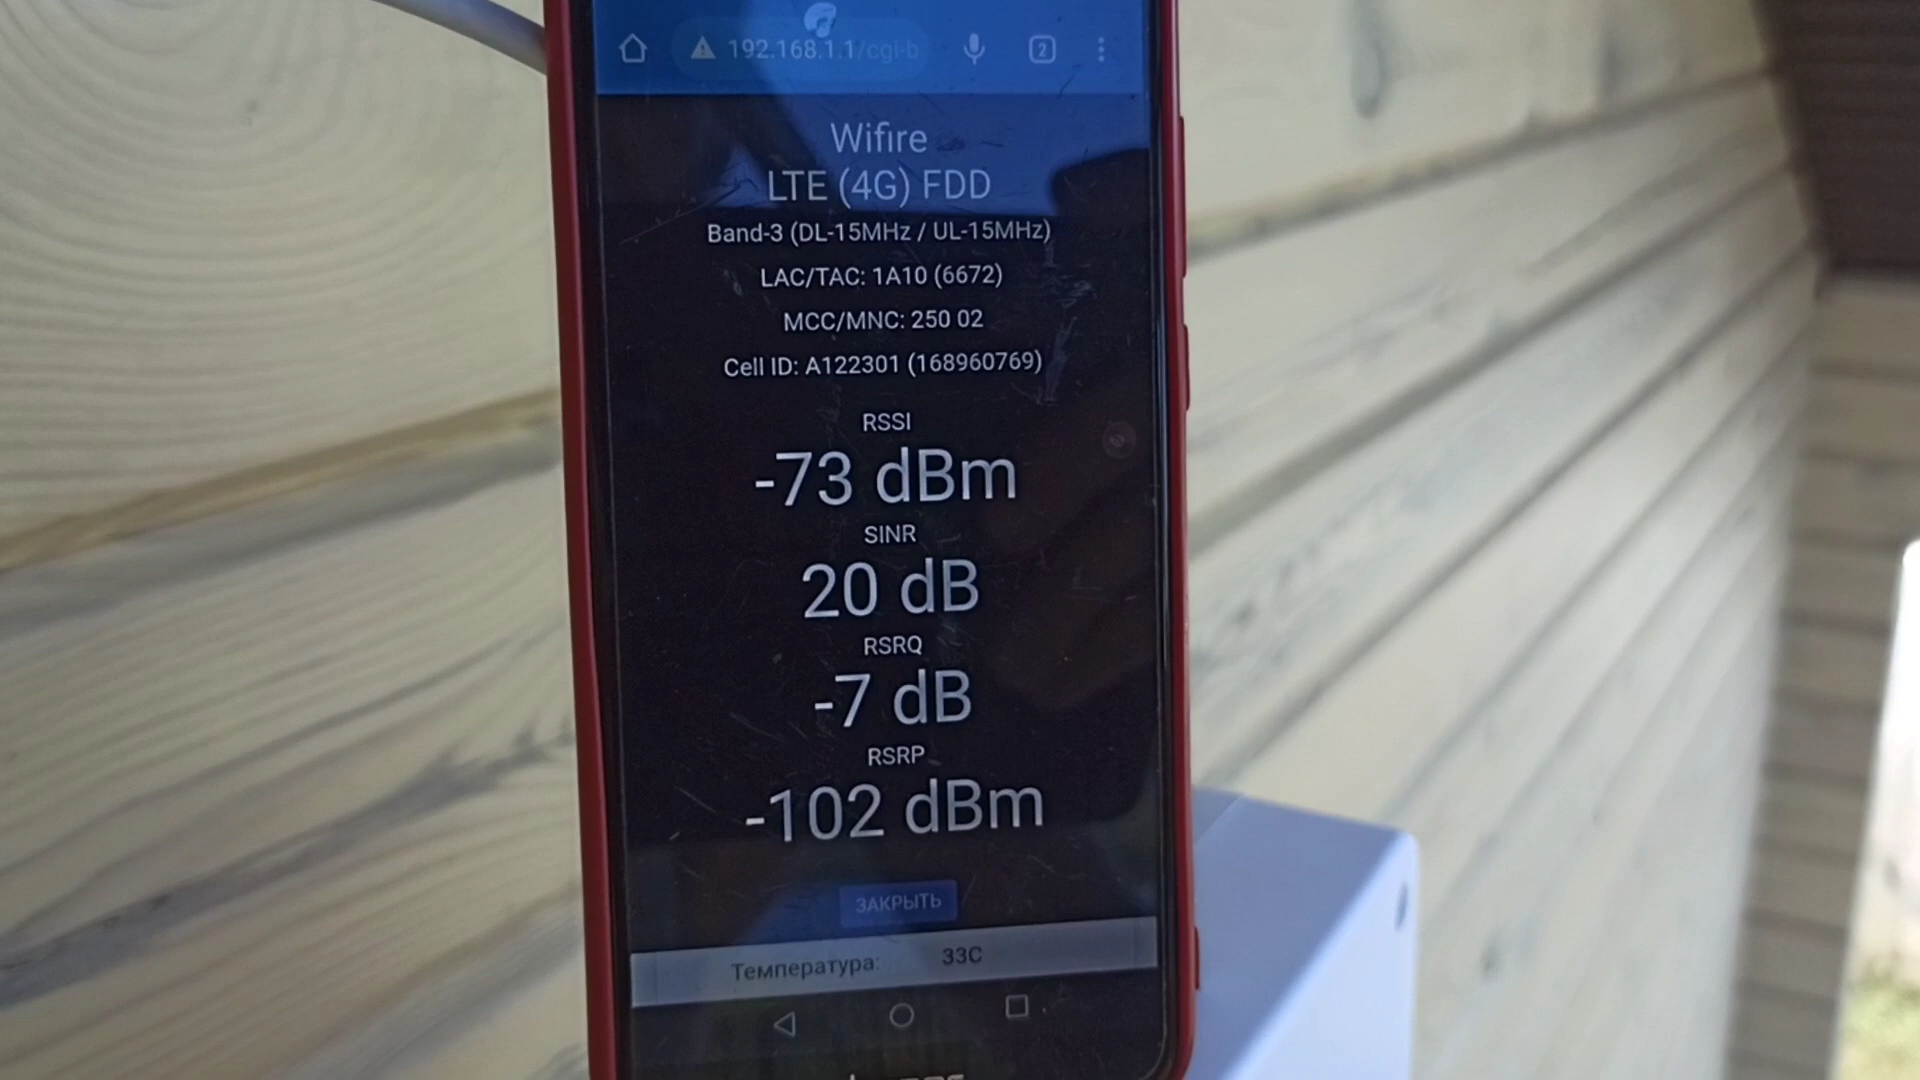 192.168.1.1/cgi-b
2
Wifire
LTE (4G) FDD
Band-3 (DL-15MHz / UL-15MHz)
LAC/TAC: 1A10 (6672)
MCC/MNC: 250 02
Cell ID: A122301 (168960769)
RSSI
-73 dBm
SINR
20 dB
RSRQ
-7 dB
RSRP
-102 dBm
ЗАКРЫТЬ
Температура: 33C